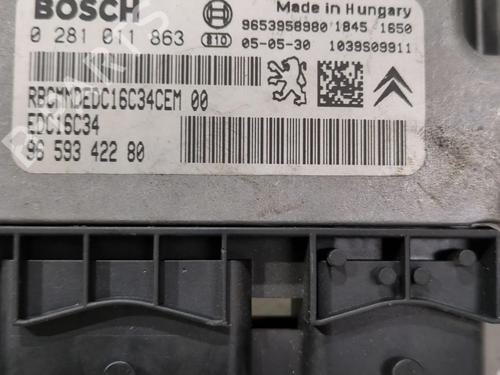 BOSCH
Made in Hungary
0 281 011 863
9653958980 1845 1650
810 05-05-30 1039S09911
RBCMMDEDC16C34CEM 00
EDC16C34
96 593 422 80